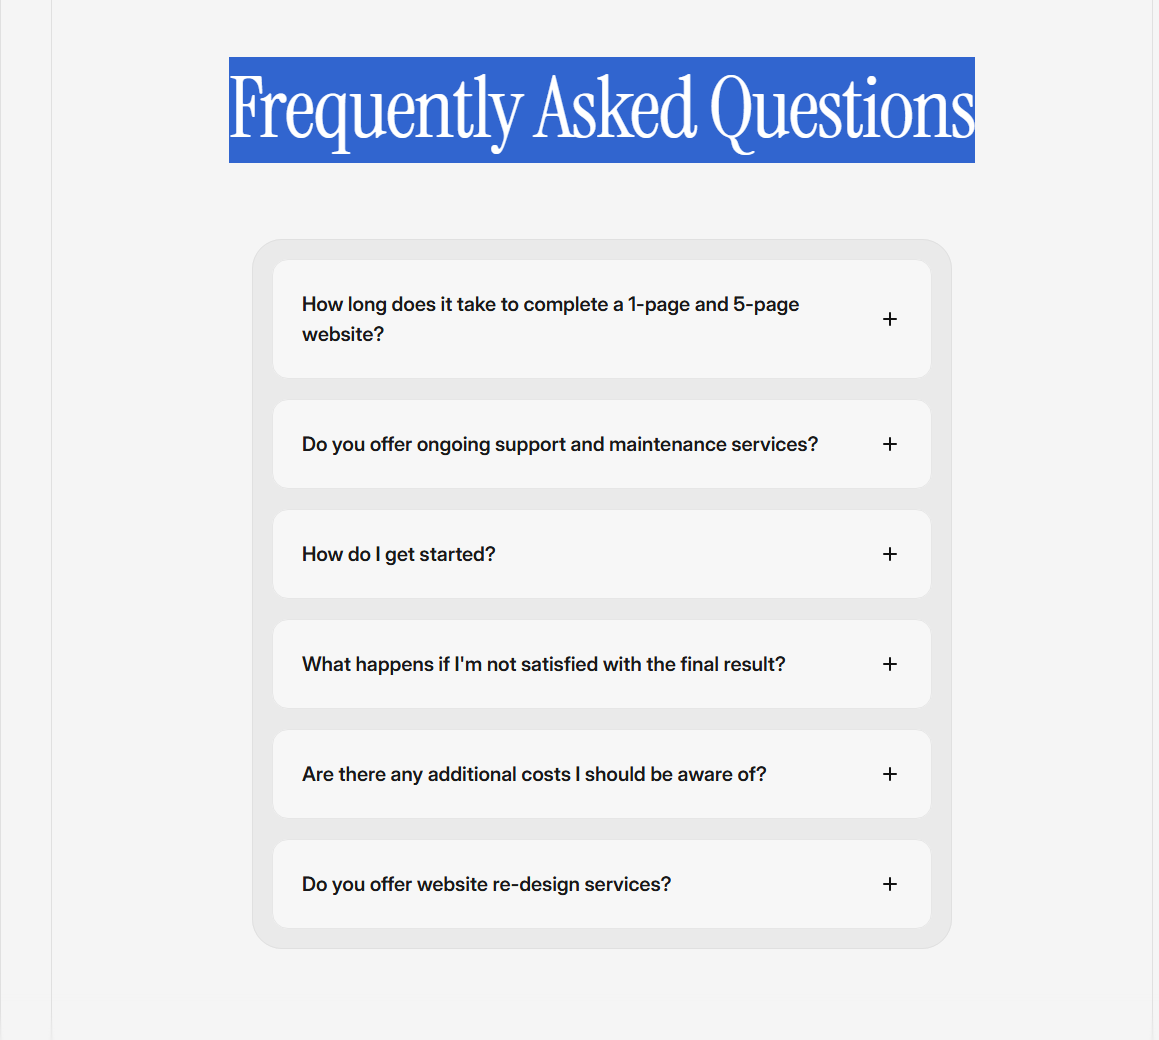 Frequently Asked Questions
How long does it take to complete a 1-page and 5-page
website?
Do you offer ongoing support and maintenance services?
How do I get started?
What happens if I'm not satisfied with the final result?
Are there any additional costs I should be aware of?
Do you offer website re-design services?